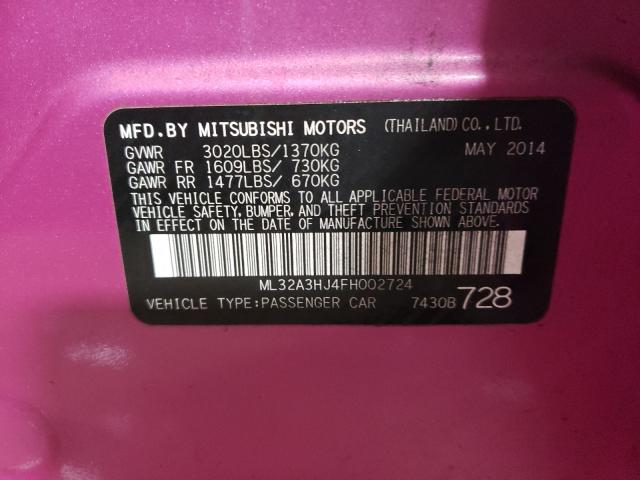 MFD.BY MITSUBISHI MOTORS (THAILAND) CO., LTD.
GVWR 3020LBS/1370KG MAY 2014
GAWR FR 1609LBS/ 730KG
GAWR RR 1477LBS/ 670KG
THIS VEHICLE CONFORMS TO ALL APPLICABLE FEDERAL MOTOR
VEHICLE SAFETY, BUMPER, AND THEFT PREVENTION STANDARDS
IN EFFECT ON THE DATE OF MANUFACTURE SHOWN ABOVE.
ML32A3HJ4FH002724
VEHICLE TYPE:PASSENGER CAR 7430B 728